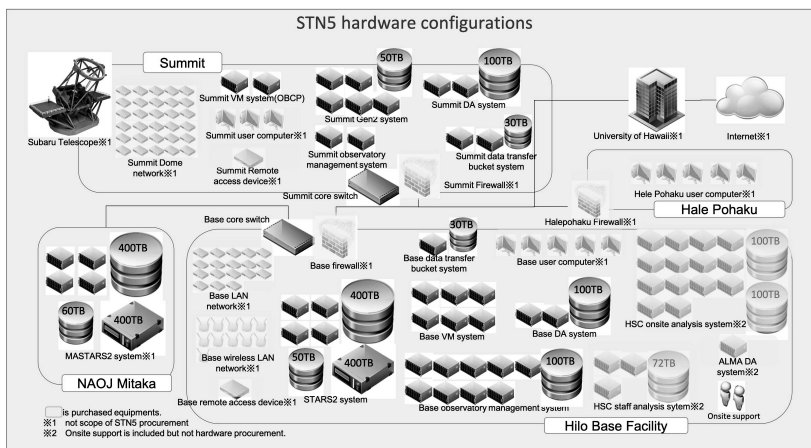 STN5 hardware configurations
Summit
50TB
100TB
Summit VM system(OBCP)
Summit Gen2 system
Summit DA system
Subaru Telescope※1
Summit user computer※1
30TB
University of Hawaii※1
Internet※1
Summit Dome
network※1
Summit Remote
access device※1
Summit observatory
management system
Summit data transfer
bucket system
Summit core switch
Summit Firewall※1
Hale Pohaku user computer※1
Halepohaku Firewall※1
Hale Pohaku
Base core switch
400TB
60TB
400TB
MASTARS2 system※1
NAOJ Mitaka
Base firewall※1
30TB
Base data transfer
bucket system
Base user computer※1
100TB
100TB
HSC onsite analysis system※2
Base LAN
network※1
400TB
Base VM system
100TB
Base DA system
Base wireless LAN
network※1
50TB
400TB
STARS2 system
100TB
Base observatory management system
72TB
HSC staff analysis sytem※2
ALMA DA
system※2
Base remote access device※1
Onsite support
Hilo Base Facility
is purchased equipments.
※1 not scope of STN5 procurement
※2 Onsite support is included but not hardware procurement.